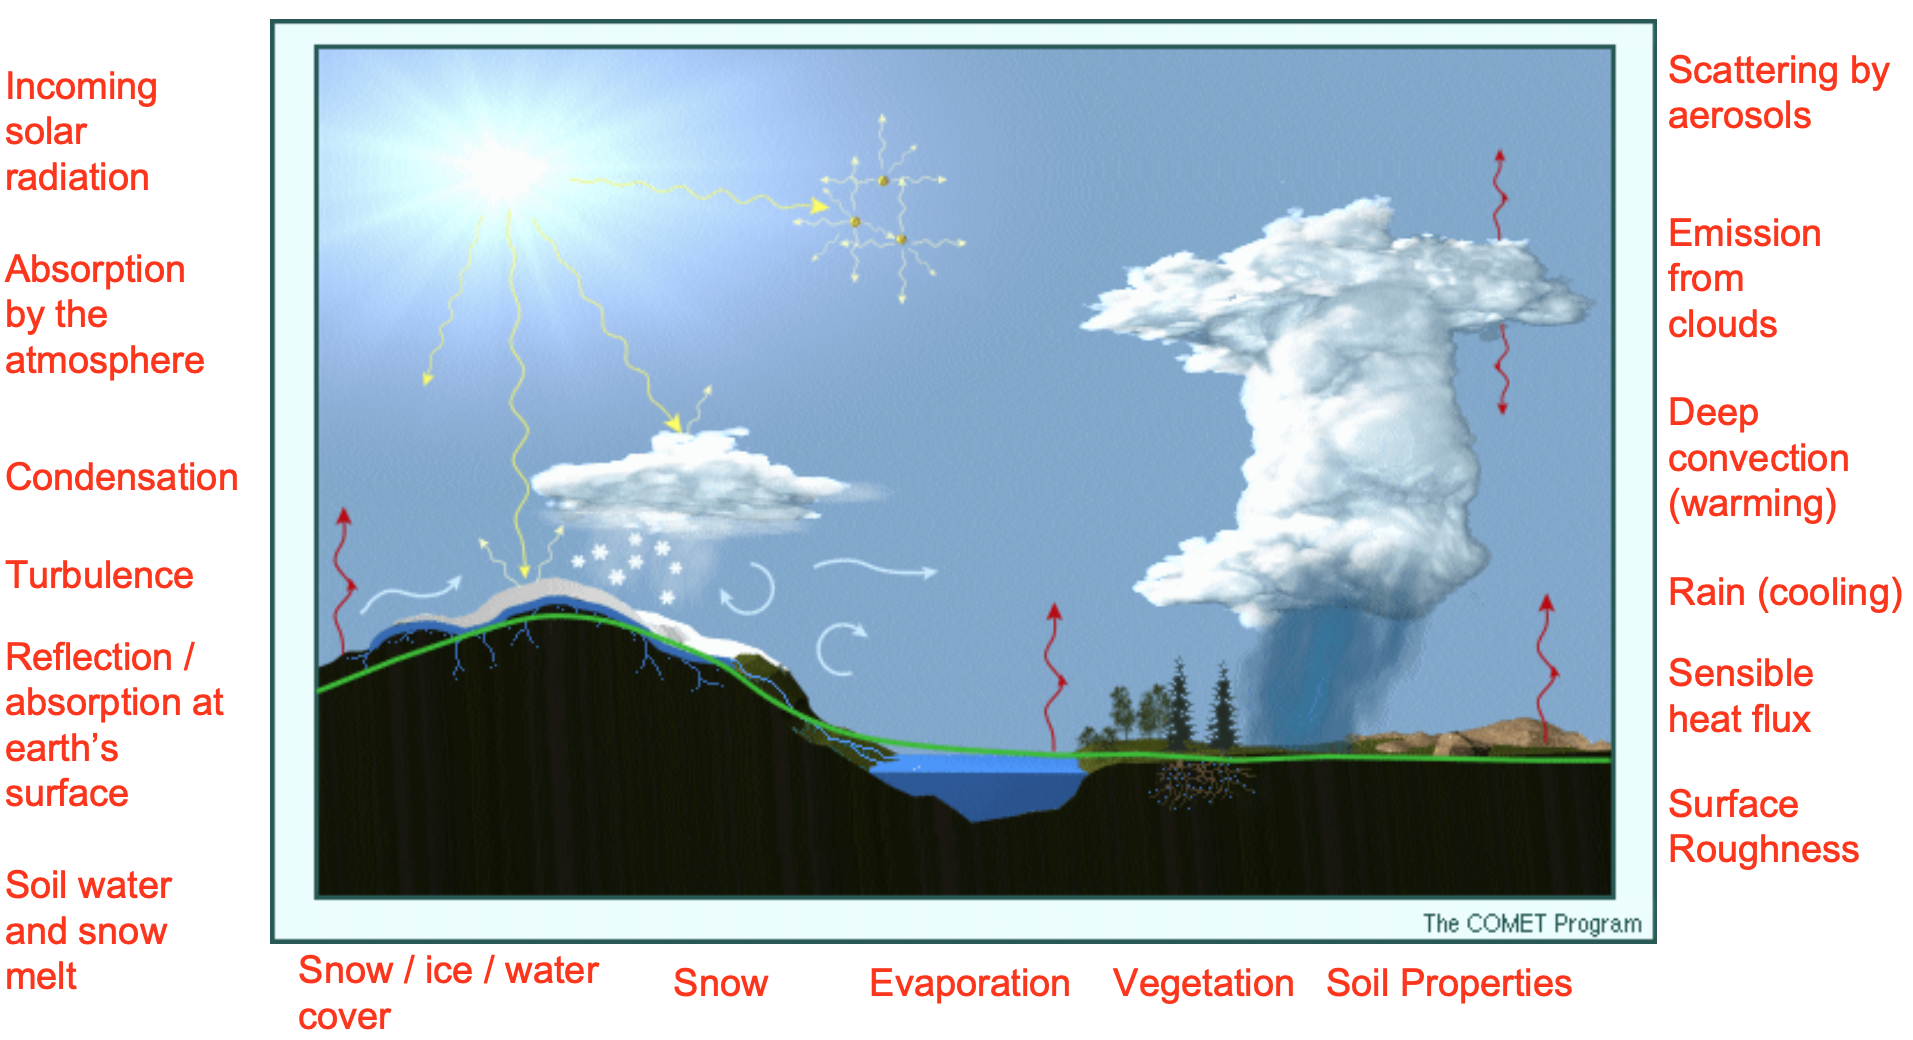 Incoming
solar
radiation
Absorption
by the
atmosphere
Condensation
Turbulence
Reflection /
absorption at
earth’s
surface
Soil water
and snow
melt
Scattering by
aerosols
Emission
from
clouds
Deep
convection
(warming)
Rain (cooling)
Sensible
heat flux
Surface
Roughness
The COMET Program
Snow / ice / water
cover
Snow
Evaporation
Vegetation
Soil Properties